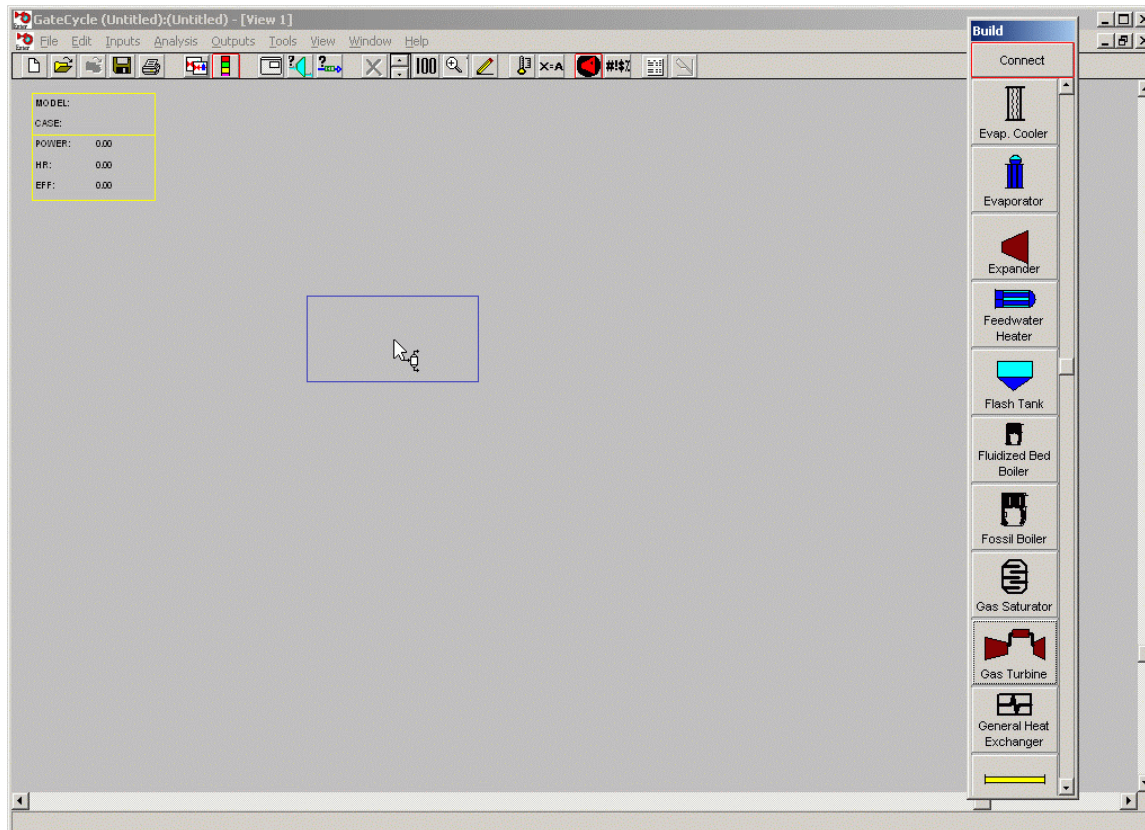 GateCycle (Untitled):(Untitled) - [View 1]
File Edit Inputs Analysis Outputs Tools View Window Help
100
X=A
#!$%
MODEL:
CASE:
POWER: 0.00
HR: 0.00
EFF: 0.00
Build
Connect
Evap. Cooler
Evaporator
Expander
Feedwater
Heater
Flash Tank
Fluidized Bed
Boiler
Fossil Boiler
Gas Saturator
Gas Turbine
General Heat
Exchanger